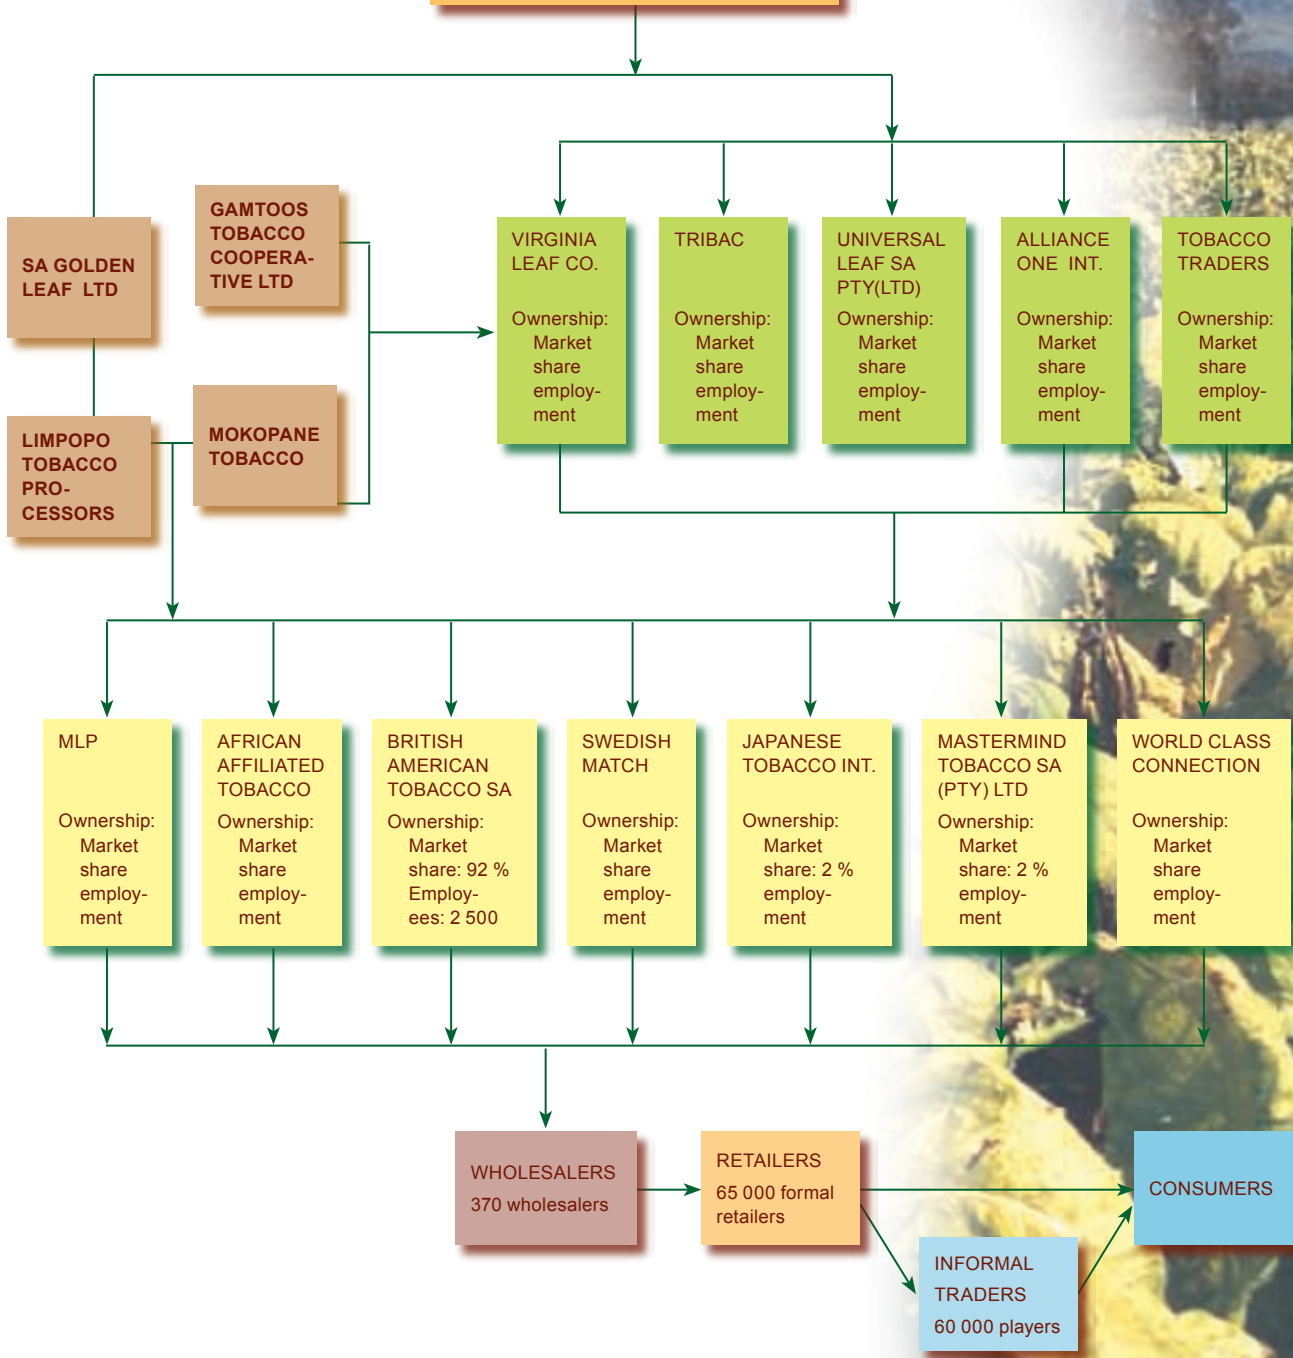 GAMTOOS
TOBACCO
COOPERA-
TIVE LTD
SA GOLDEN
LEAF LTD
LIMPOPO
TOBACCO
PRO-
CESSORS
MOKOPANE
TOBACCO
VIRGINIA
LEAF CO.
Ownership:
Market
share
employ-
ment
TRIBAC
Ownership:
Market
share
employ-
ment
UNIVERSAL
LEAF SA
PTY(LTD)
Ownership:
Market
share
employ-
ment
ALLIANCE
ONE INT.
Ownership:
Market
share
employ-
ment
TOBACCO
TRADERS
Ownership:
Market
share
employ-
ment
MLP
Ownership:
Market
share
employ-
ment
AFRICAN
AFFILIATED
TOBACCO
Ownership:
Market
share
employ-
ment
BRITISH
AMERICAN
TOBACCO SA
Ownership:
Market
share: 92 %
Employ-
ees: 2 500
SWEDISH
MATCH
Ownership:
Market
share
employ-
ment
JAPANESE
TOBACCO INT.
Ownership:
Market
share: 2 %
employ-
ment
MASTERMIND
TOBACCO SA
(PTY) LTD
Ownership:
Market
share: 2 %
employ-
ment
WORLD CLASS
CONNECTION
Ownership:
Market
share
employ-
ment
WHOLESALERS
370 wholesalers
RETAILERS
65 000 formal
retailers
CONSUMERS
INFORMAL
TRADERS
60 000 players